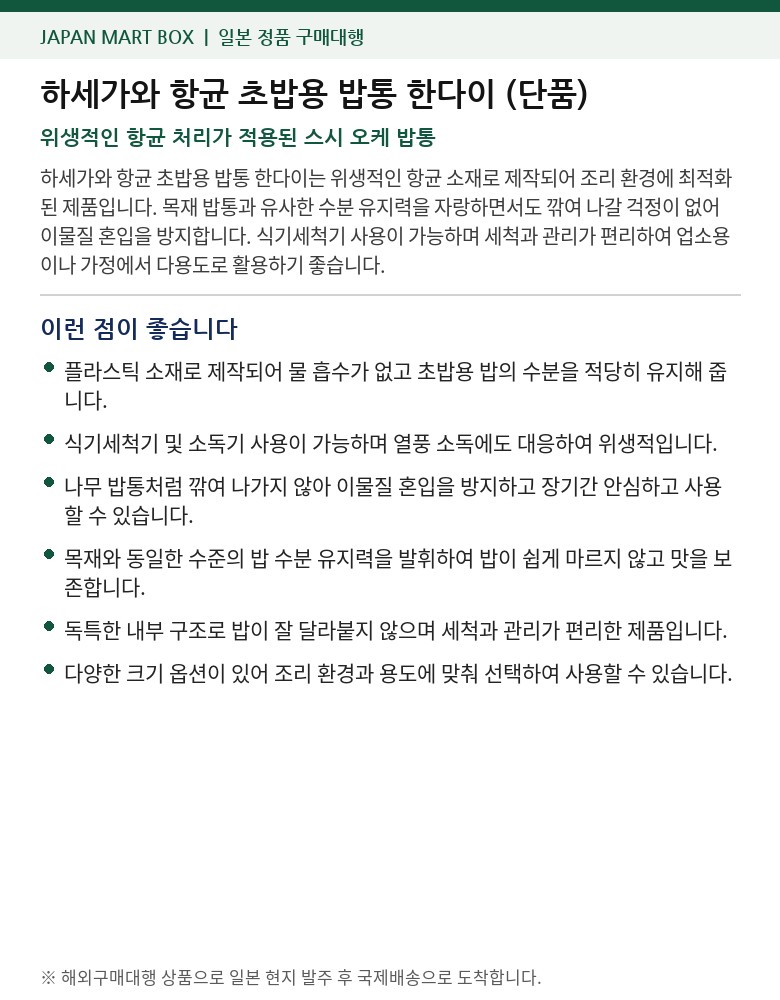 JAPAN MART BOX | 일본 정품 구매대행
하세가와 항균 초밥용 밥통 한다이 (단품)
위생적인 항균 처리가 적용된 스시 오케 밥통
하세가와 항균 초밥용 밥통 한다이는 위생적인 항균 소재로 제작되어 조리 환경에 최적화
된 제품입니다. 목재 밥통과 유사한 수분 유지력을 자랑하면서도 깎여 나갈 걱정이 없어
이물질 혼입을 방지합니다. 식기세척기 사용이 가능하며 세척과 관리가 편리하여 업소용
이나 가정에서 다용도로 활용하기 좋습니다.
이런 점이 좋습니다
● 플라스틱 소재로 제작되어 물 흡수가 없고 초밥용 밥의 수분을 적당히 유지해 줍
니다.
● 식기세척기 및 소독기 사용이 가능하며 열풍 소독에도 대응하여 위생적입니다.
● 나무 밥통처럼 깎여 나가지 않아 이물질 혼입을 방지하고 장기간 안심하고 사용
할 수 있습니다.
● 목재와 동일한 수준의 밥 수분 유지력을 발휘하여 밥이 쉽게 마르지 않고 맛을 보
존합니다.
● 독특한 내부 구조로 밥이 잘 달라붙지 않으며 세척과 관리가 편리한 제품입니다.
● 다양한 크기 옵션이 있어 조리 환경과 용도에 맞춰 선택하여 사용할 수 있습니다.
※ 해외구매대행 상품으로 일본 현지 발주 후 국제배송으로 도착합니다.